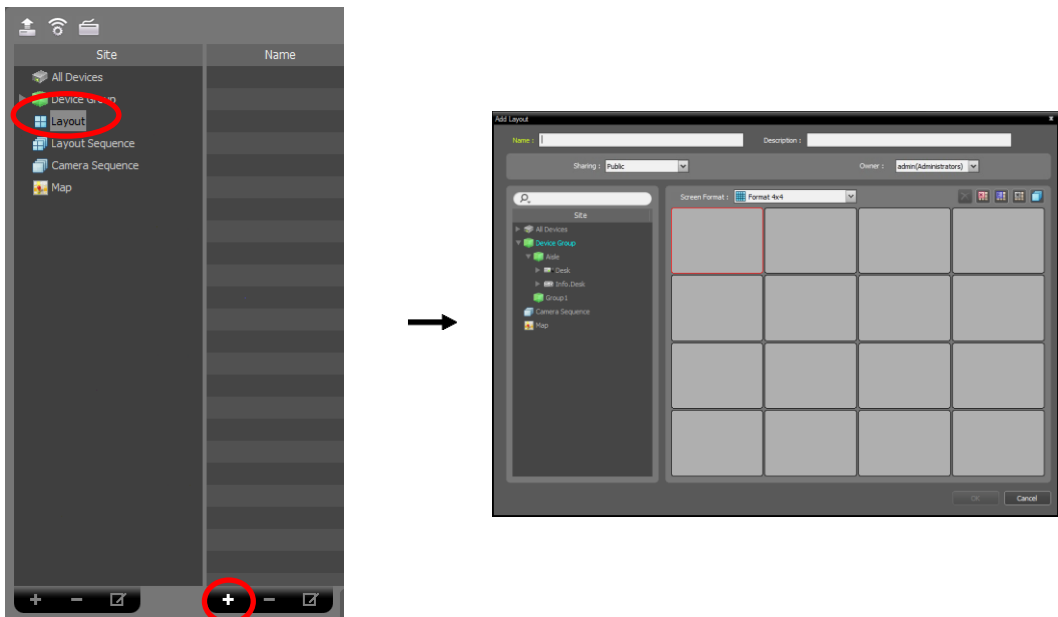 Site Name
All Devices
Device Group
Layout
Layout Sequence
Camera Sequence
Map
Add Layout
Name : Description :
Sharing : Public Owner : admin(Administrators)
Screen Format : Format 4x4
Site
All Devices
Device Group
Aisle
Desk
Info.Desk
Group1
Camera Sequence
Map
OK Cancel